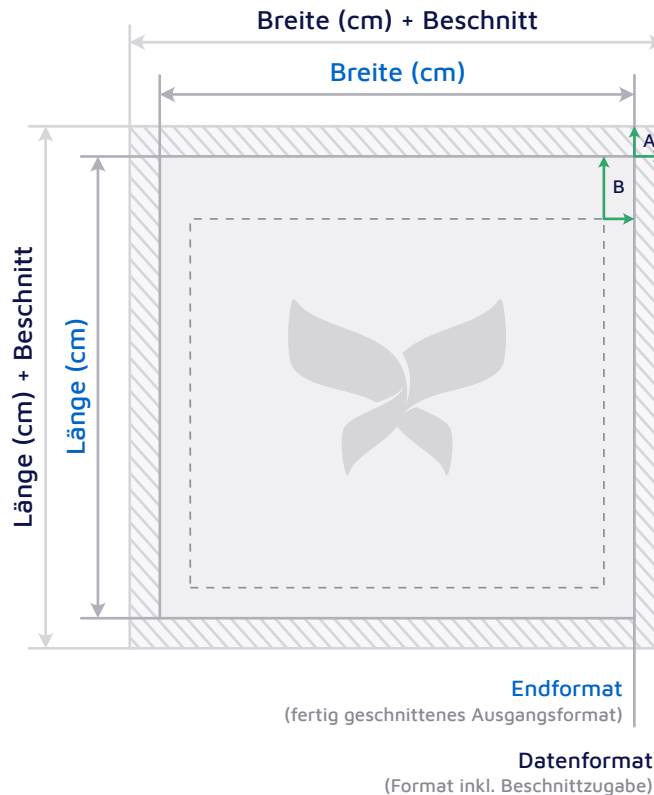 Breite (cm) + Beschnitt
Breite (cm)
A
B
Länge (cm) + Beschnitt
Länge (cm)
Endformat
(fertig geschnittenes Ausgangsformat)
Datenformat
(Format inkl. Beschnittzugabe)